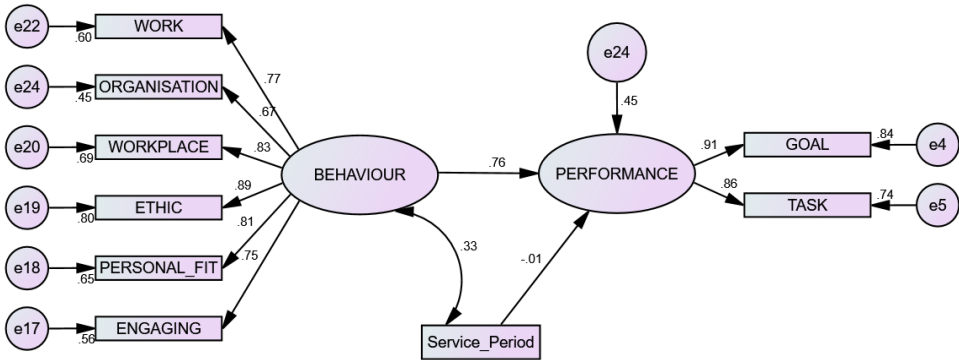 e22
WORK
.60
.77
e24
ORGANISATION
.45
.67
e20
WORKPLACE
.69
.83
e19
ETHIC
.80
.89
e18
PERSONAL_FIT
.65
.81
e17
ENGAGING
.56
.75
BEHAVIOUR
.76
e24
.45
PERFORMANCE
.91
GOAL
.84
e4
.86
TASK
.74
e5
.33
-.01
Service_Period